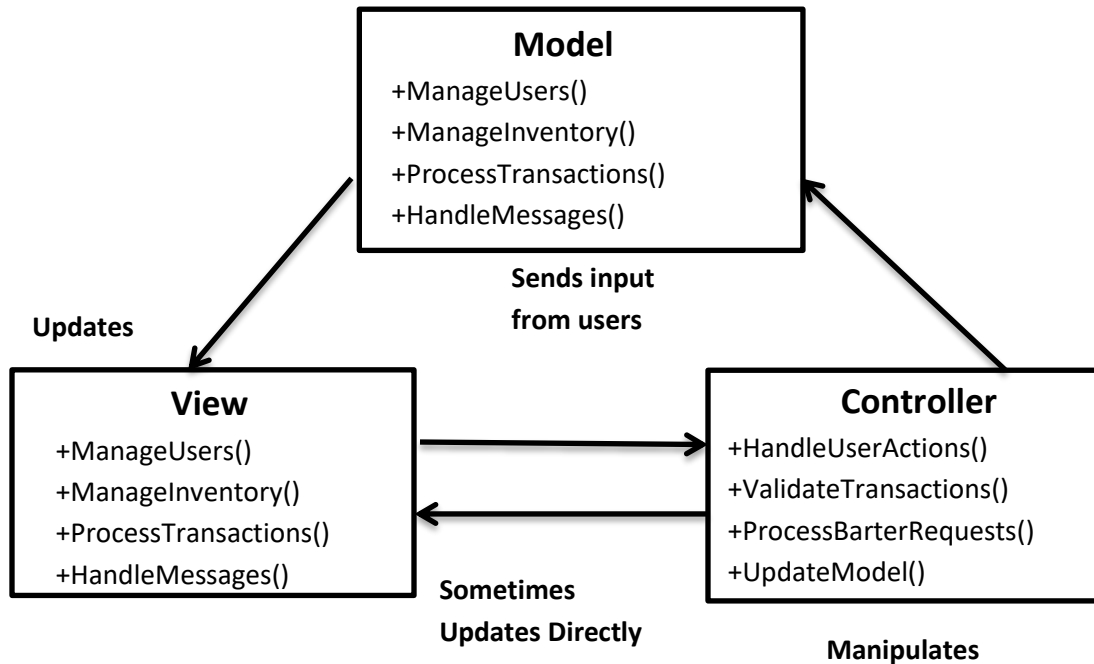 Model
+ManageUsers()
+ManageInventory()
+ProcessTransactions()
+HandleMessages()
Sends input
from users
Updates
View
+ManageUsers()
+ManageInventory()
+ProcessTransactions()
+HandleMessages()
Controller
+HandleUserActions()
+ValidateTransactions()
+ProcessBarterRequests()
+UpdateModel()
Sometimes
Updates Directly
Manipulates